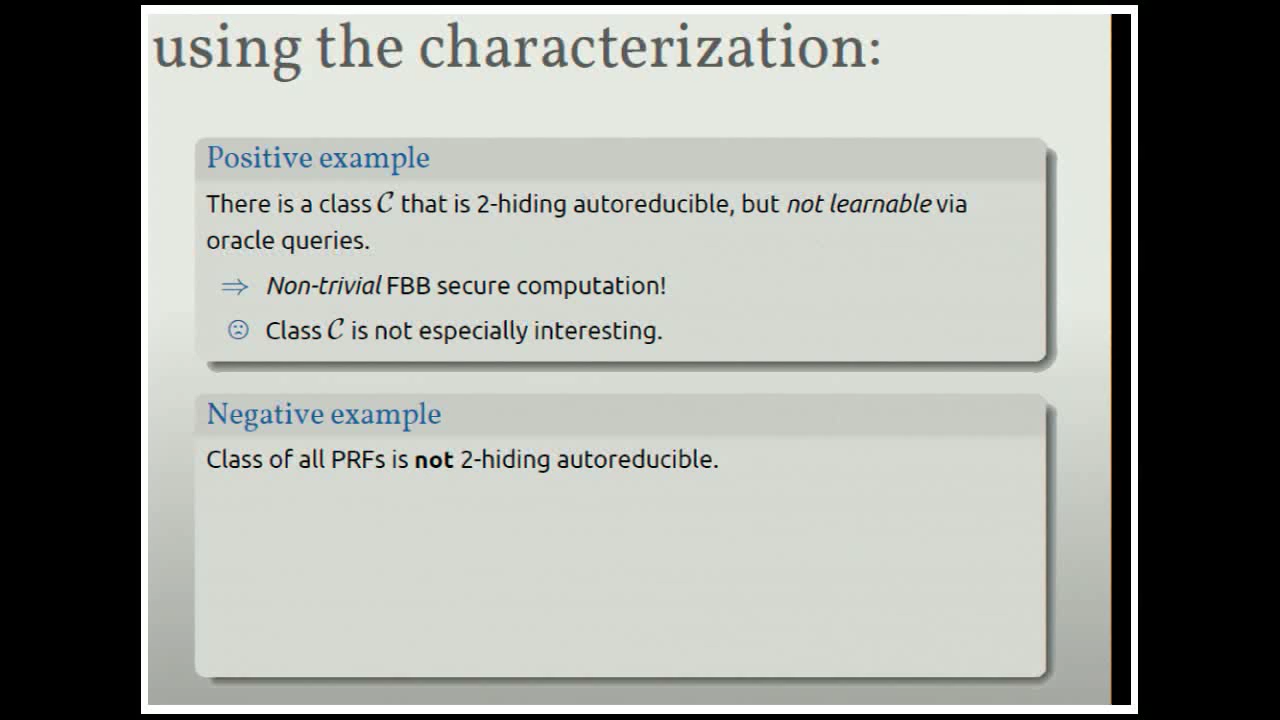 using the characterization:
Positive example
There is a class C that is 2-hiding autoreducible, but not learnable via
oracle queries.
⇒ Non-trivial FBB secure computation!
☹ Class C is not especially interesting.
Negative example
Class of all PRFs is not 2-hiding autoreducible.